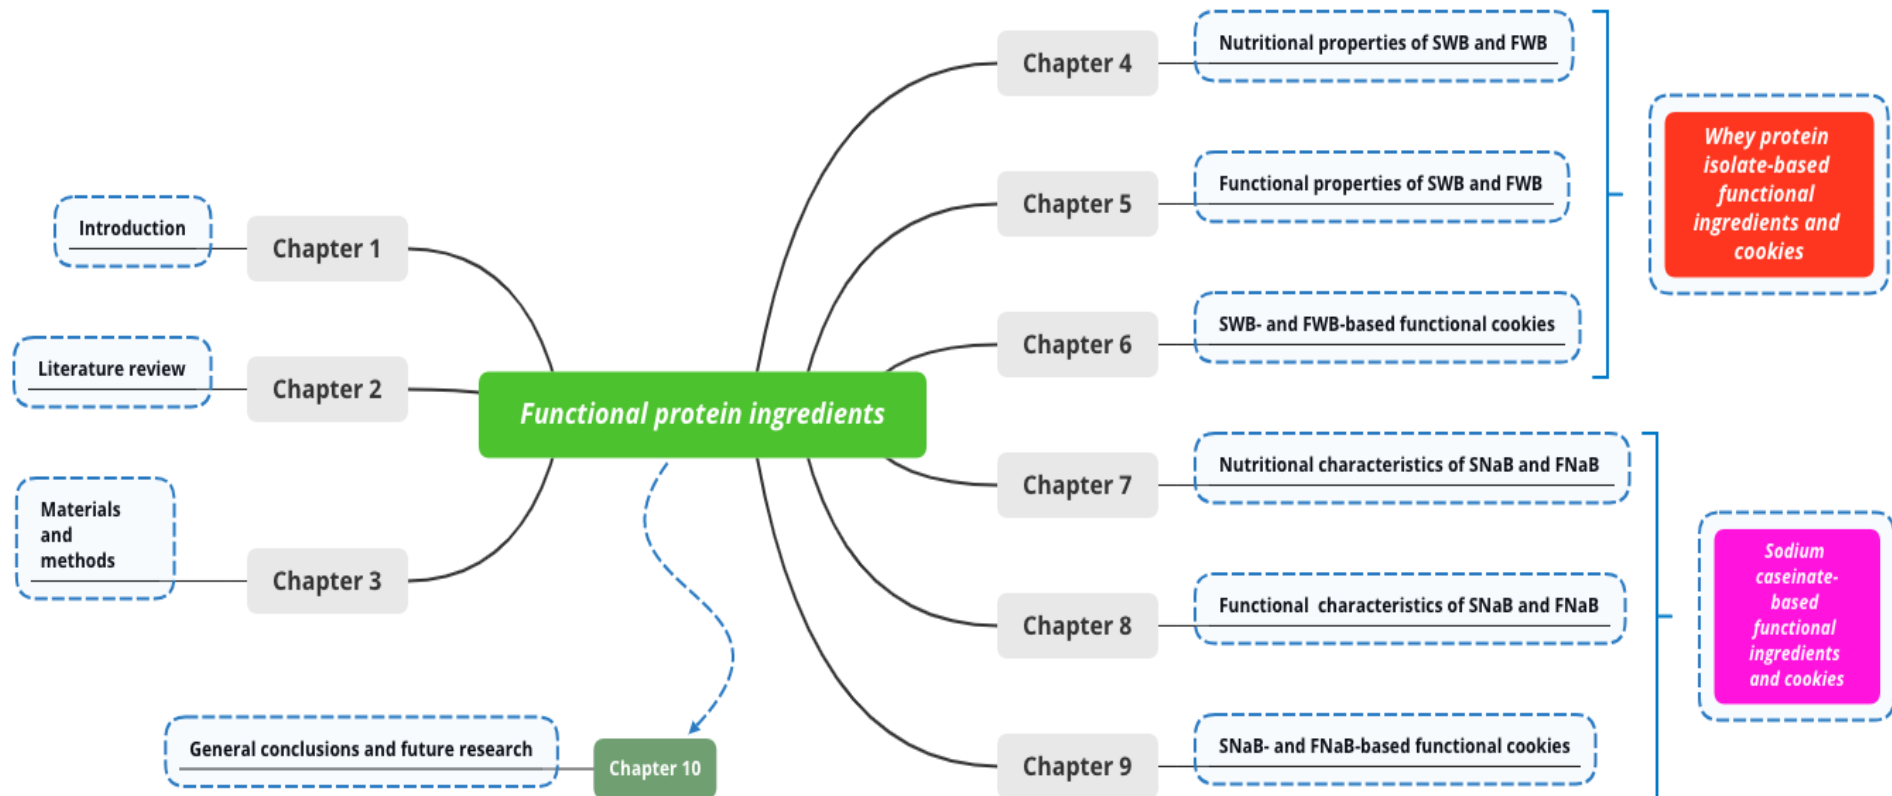 Functional protein ingredients
Chapter 1
Introduction
Chapter 2
Literature review
Chapter 3
Materials
and
methods
Chapter 4
Nutritional properties of SWB and FWB
Chapter 5
Functional properties of SWB and FWB
Chapter 6
SWB- and FWB-based functional cookies
Whey protein
isolate-based
functional
ingredients and
cookies
Chapter 7
Nutritional characteristics of SNaB and FNaB
Chapter 8
Functional  characteristics of SNaB and FNaB
Chapter 9
SNaB- and FNaB-based functional cookies
Sodium
caseinate-
based
functional
ingredients
and cookies
Chapter 10
General conclusions and future research